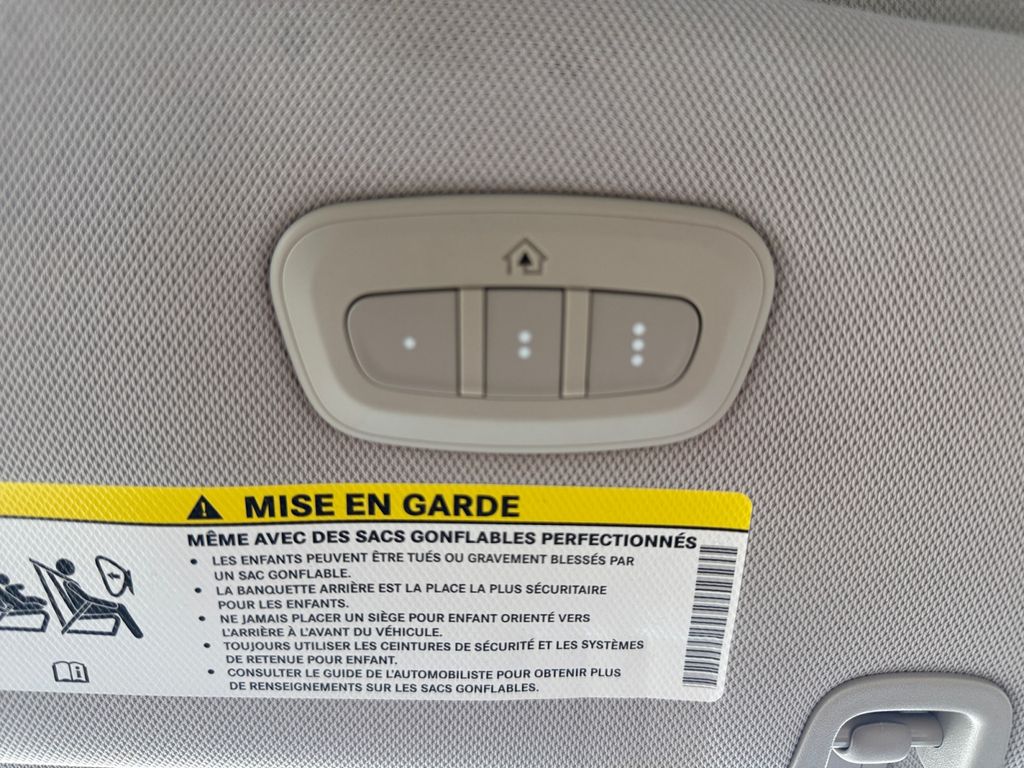 MISE EN GARDE
MÊME AVEC DES SACS GONFLABLES PERFECTIONNÉS
• LES ENFANTS PEUVENT ÊTRE TUÉS OU GRAVEMENT BLESSÉS PAR
UN SAC GONFLABLE.
• LA BANQUETTE ARRIÈRE EST LA PLACE LA PLUS SÉCURITAIRE
POUR LES ENFANTS.
• NE JAMAIS PLACER UN SIÈGE POUR ENFANT ORIENTÉ VERS
L'ARRIÈRE À L'AVANT DU VÉHICULE.
• TOUJOURS UTILISER LES CEINTURES DE SÉCURITÉ ET LES SYSTÈMES
DE RETENUE POUR ENFANT.
• CONSULTER LE GUIDE DE L'AUTOMOBILISTE POUR OBTENIR PLUS
DE RENSEIGNEMENTS SUR LES SACS GONFLABLES.